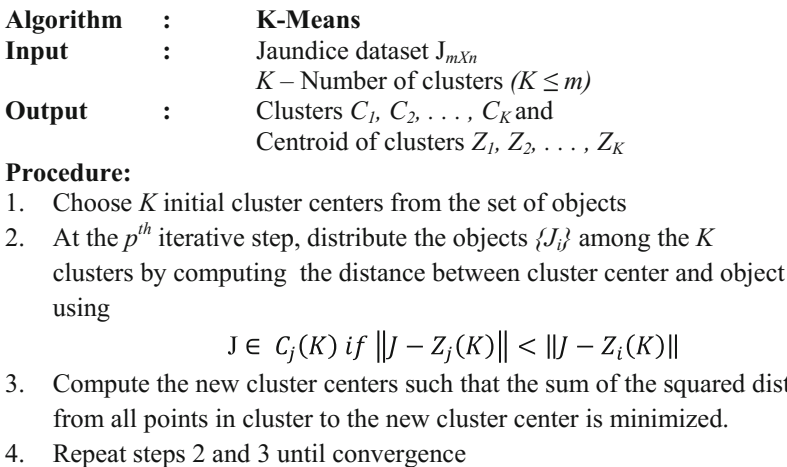 Algorithm : K-Means
Input : Jaundice dataset J_{mXn}
K – Number of clusters (K ≤ m)
Output : Clusters C_1, C_2, . . . , C_K and
Centroid of clusters Z_1, Z_2, . . . , Z_K
Procedure:
1. Choose K initial cluster centers from the set of objects
2. At the p^{th} iterative step, distribute the objects {J_i} among the K
clusters by computing the distance between cluster center and object
using
J ∈ C_j(K) if ‖J − Z_j(K)‖ < ‖J − Z_i(K)‖
3. Compute the new cluster centers such that the sum of the squared dist
from all points in cluster to the new cluster center is minimized.
4. Repeat steps 2 and 3 until convergence